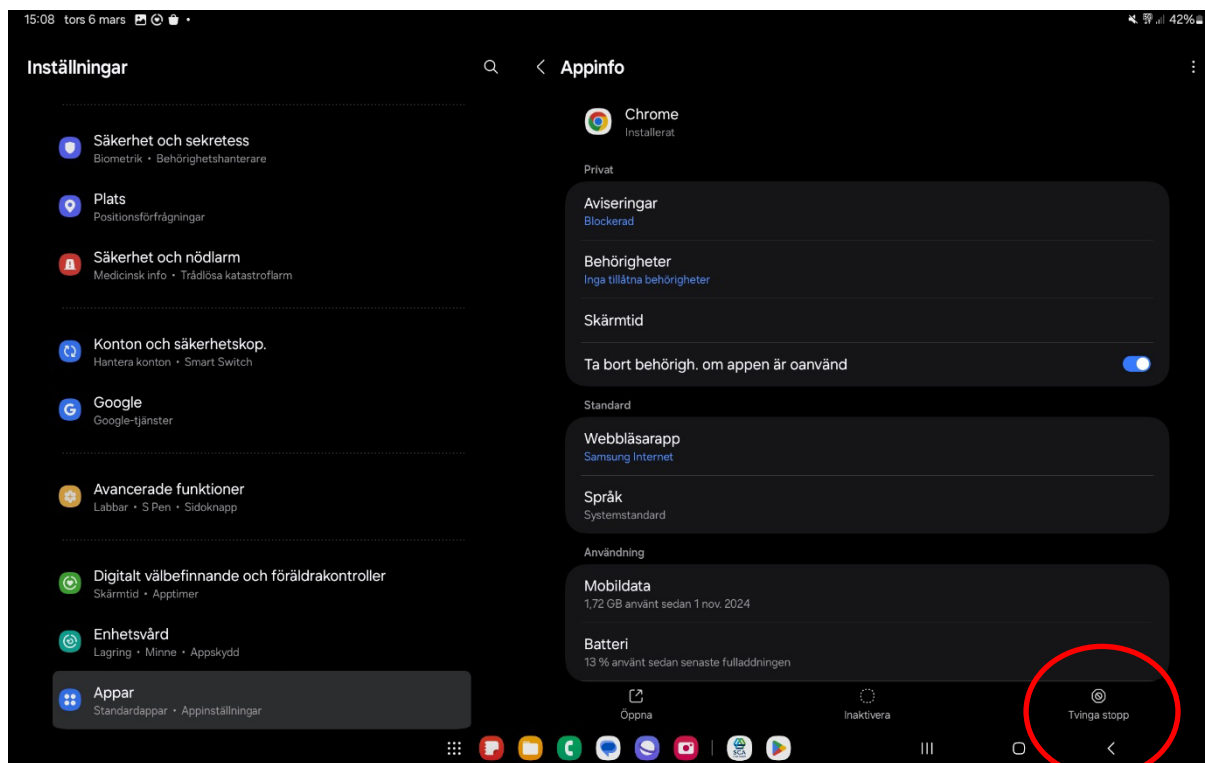 15:08 tors 6 mars
42%
Inställningar
Säkerhet och sekretess
Biometrik • Behörighetshanterare
Plats
Positionsförfrågningar
Säkerhet och nödlarm
Medicinsk info • Trådlösa katastroflarm
Konton och säkerhetskop.
Hantera konton • Smart Switch
Google
Google-tjänster
Avancerade funktioner
Labbar • S Pen • Sidoknapp
Digitalt välbefinnande och föräldrakontroller
Skärmtid • Apptimer
Enhetsvård
Lagring • Minne • Appskydd
Appar
Standardappar • Appinställningar
Appinfo
Chrome
Installerat
Privat
Aviseringar
Blockerad
Behörigheter
Inga tillåtna behörigheter
Skärmtid
Ta bort behörigh. om appen är oanvänd
Standard
Webbläsarapp
Samsung Internet
Språk
Systemstandard
Användning
Mobildata
1,72 GB använt sedan 1 nov. 2024
Batteri
13 % använt sedan senaste fulladdningen
Öppna
Inaktivera
Tvinga stopp
SCA